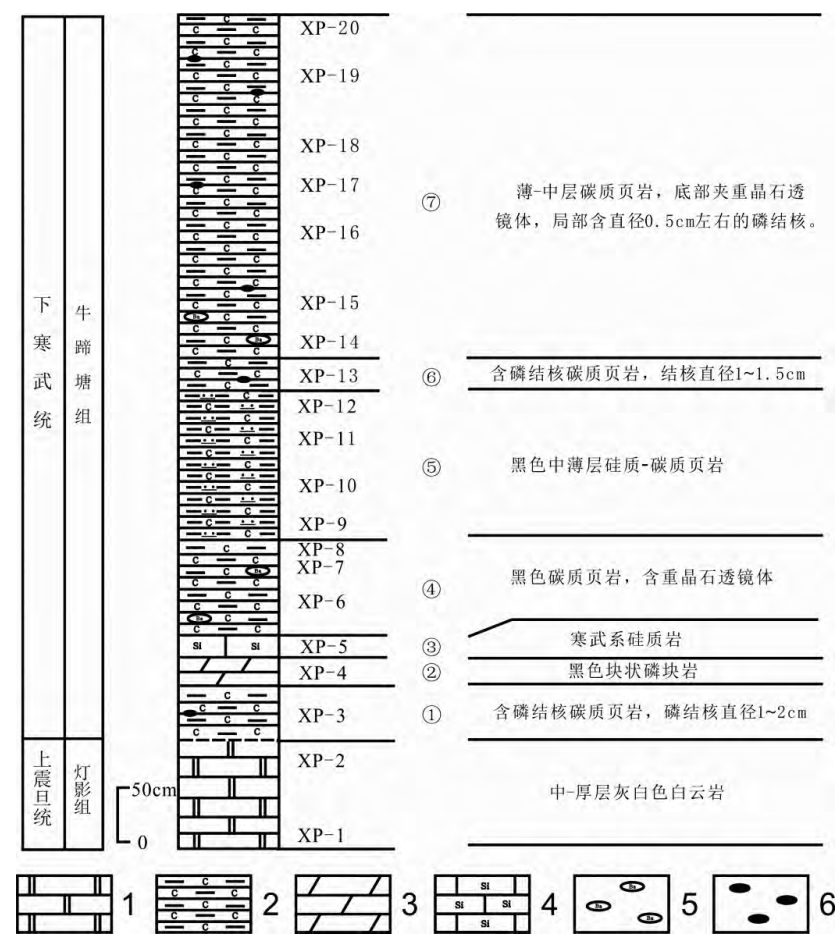 XP-20
XP-19
XP-18
XP-17
XP-16
XP-15
XP-14
XP-13
XP-12
XP-11
XP-10
XP-9
XP-8
XP-7
XP-6
XP-5
XP-4
XP-3
XP-2
XP-1
下寒武统
牛蹄塘组
上震旦统
灯影组
50cm
0
⑦
薄-中层碳质页岩，底部夹重晶石透
镜体，局部含直径0.5cm左右的磷结核。
⑥
含磷结核碳质页岩，结核直径1~1.5cm
⑤
黑色中薄层硅质-碳质页岩
④
黑色碳质页岩，含重晶石透镜体
③
寒武系硅质岩
②
黑色块状磷块岩
①
含磷结核碳质页岩，磷结核直径1~2cm
中-厚层灰白色白云岩
Si Si
1
2
3
Si
Si Si
Si
4
Ba
Ba
Ba
5
6